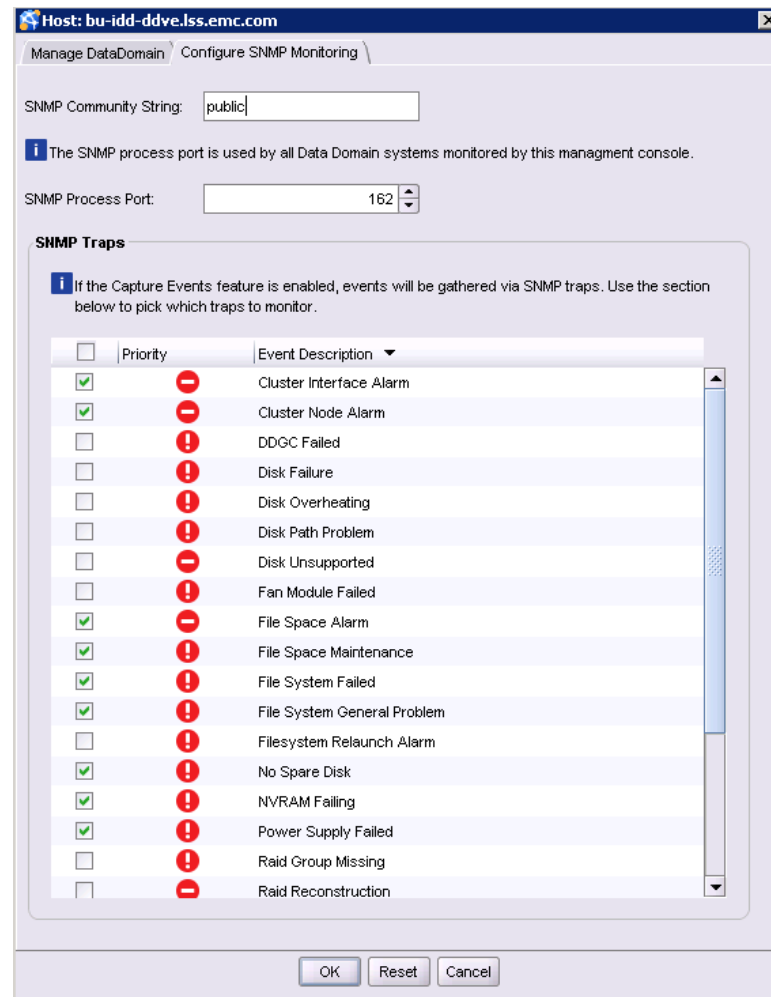 Host: bu-idd-ddve.lss.emc.com
Manage DataDomain Configure SNMP Monitoring
SNMP Community String: public
The SNMP process port is used by all Data Domain systems monitored by this managment console.
SNMP Process Port: 162
SNMP Traps
If the Capture Events feature is enabled, events will be gathered via SNMP traps. Use the section
below to pick which traps to monitor.
Priority Event Description
Cluster Interface Alarm
Cluster Node Alarm
DDGC Failed
Disk Failure
Disk Overheating
Disk Path Problem
Disk Unsupported
Fan Module Failed
File Space Alarm
File Space Maintenance
File System Failed
File System General Problem
Filesystem Relaunch Alarm
No Spare Disk
NVRAM Failing
Power Supply Failed
Raid Group Missing
Raid Reconstruction
OK Reset Cancel